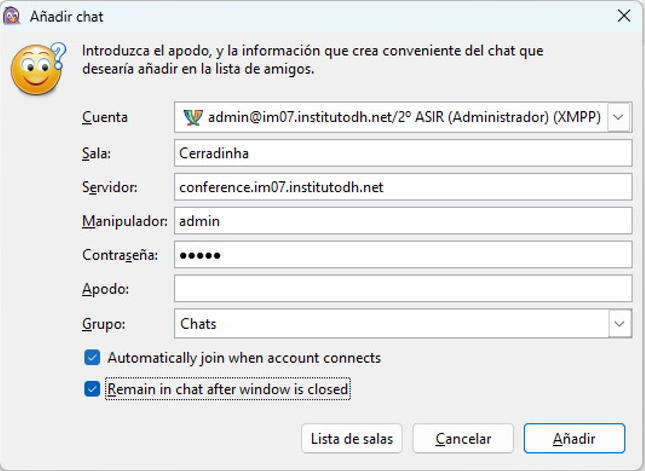 Añadir chat
Introduzca el apodo, y la información que crea conveniente del chat que
desearía añadir en la lista de amigos.
Cuenta admin@im07.institutodh.net/2º ASIR (Administrador) (XMPP)
Sala: Cerradinha
Servidor: conference.im07.institutodh.net
Manipulador: admin
Contraseña: ●●●●●
Apodo:
Grupo: Chats
Automatically join when account connects
Remain in chat after window is closed
Lista de salas Cancelar Añadir